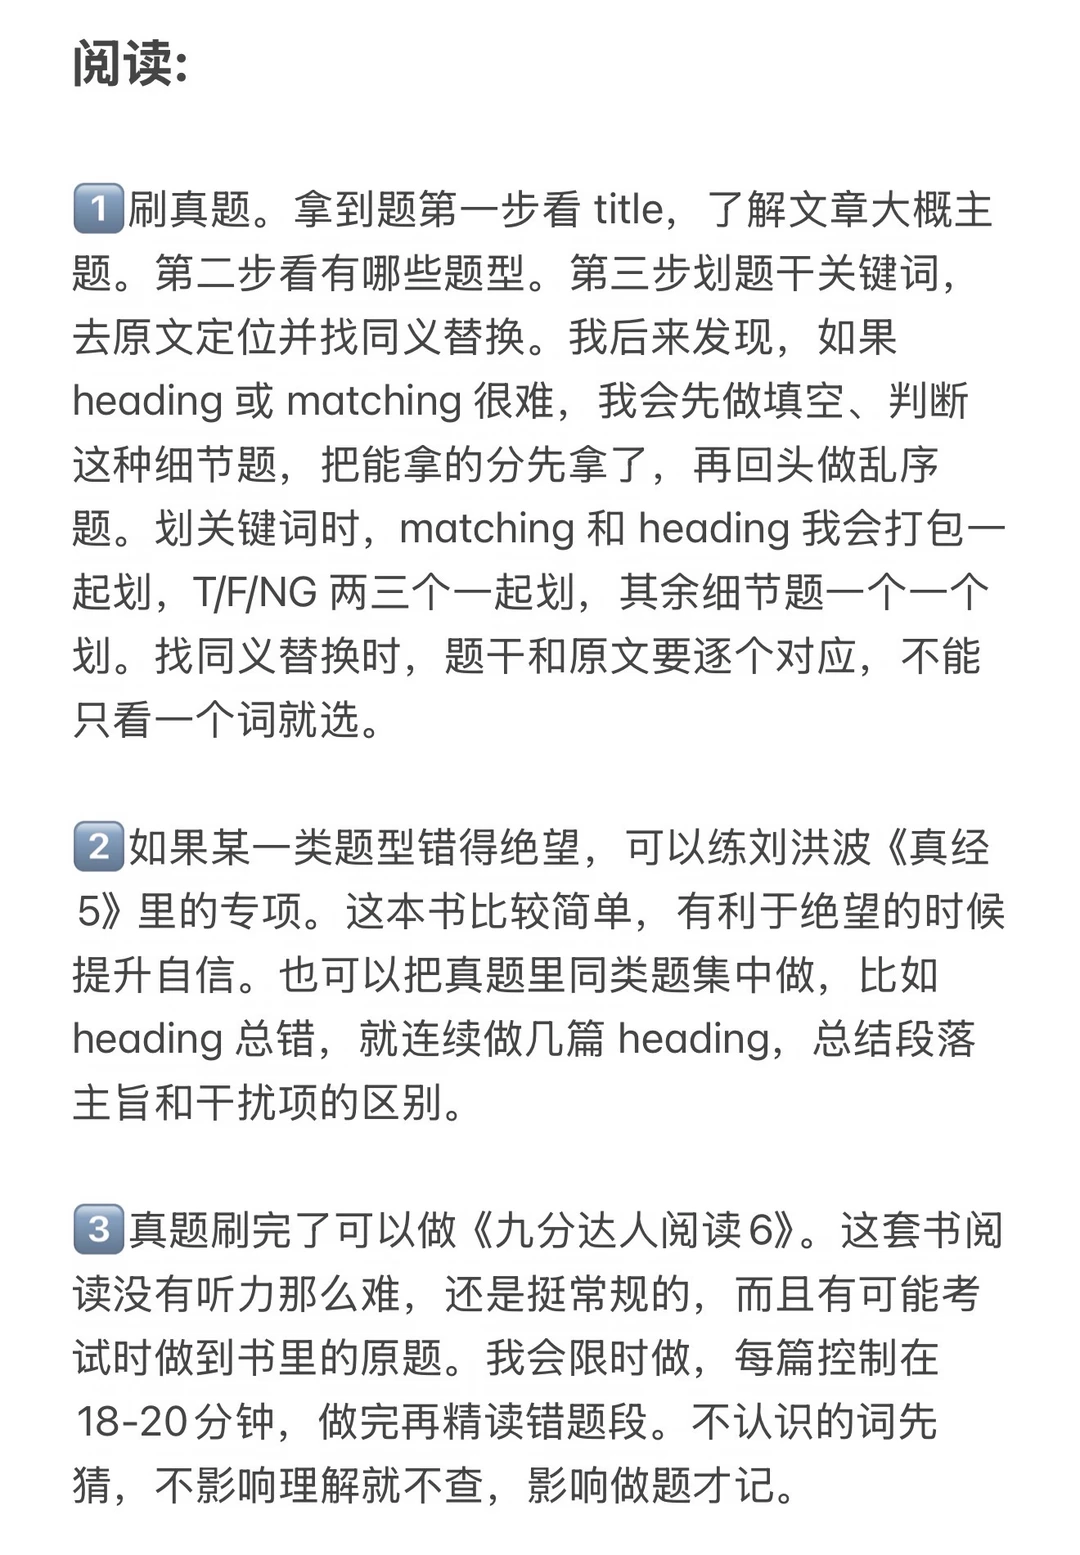 阅读:
1️⃣刷真题。拿到题第一步看 title，了解文章大概主
题。第二步看有哪些题型。第三步划题干关键词，
去原文定位并找同义替换。我后来发现，如果
heading 或 matching 很难，我会先做填空、判断
这种细节题，把能拿的分先拿了，再回头做乱序
题。划关键词时，matching 和 heading 我会打包一
起划，T/F/NG 两三个一起划，其余细节题一个一个
划。找同义替换时，题干和原文要逐个对应，不能
只看一个词就选。
2️⃣如果某一类题型错得绝望，可以练刘洪波《真经
5》里的专项。这本书比较简单，有利于绝望的时候
提升自信。也可以把真题里同类题集中做，比如
heading 总错，就连续做几篇 heading，总结段落
主旨和干扰项的区别。
3️⃣真题刷完了可以做《九分达人阅读6》。这套书阅
读没有听力那么难，还是挺常规的，而且有可能考
试时做到书里的原题。我会限时做，每篇控制在
18-20分钟，做完再精读错题段。不认识的词先
猜，不影响理解就不查，影响做题才记。